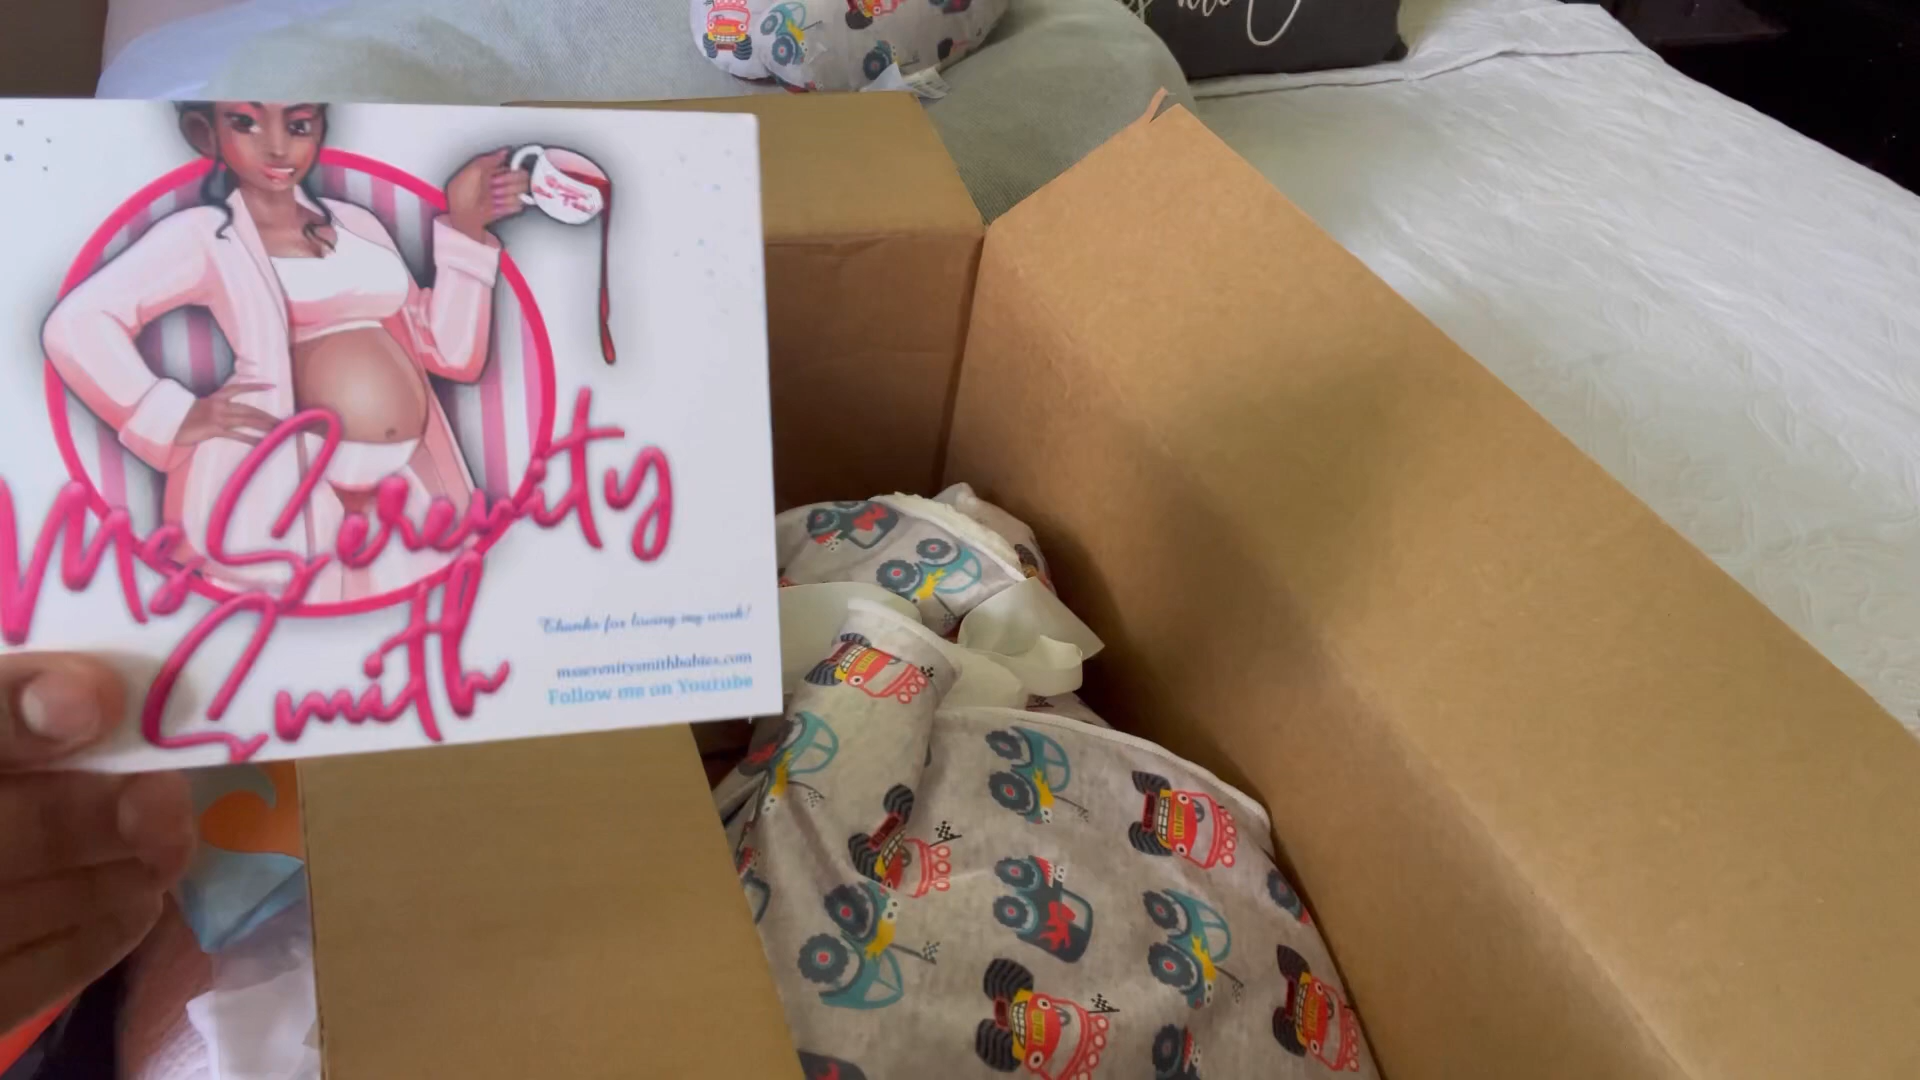 Ms Serenity
Smith
Thanks for loving my work!
msserenitysmithbabies.com
Follow me on Youtube